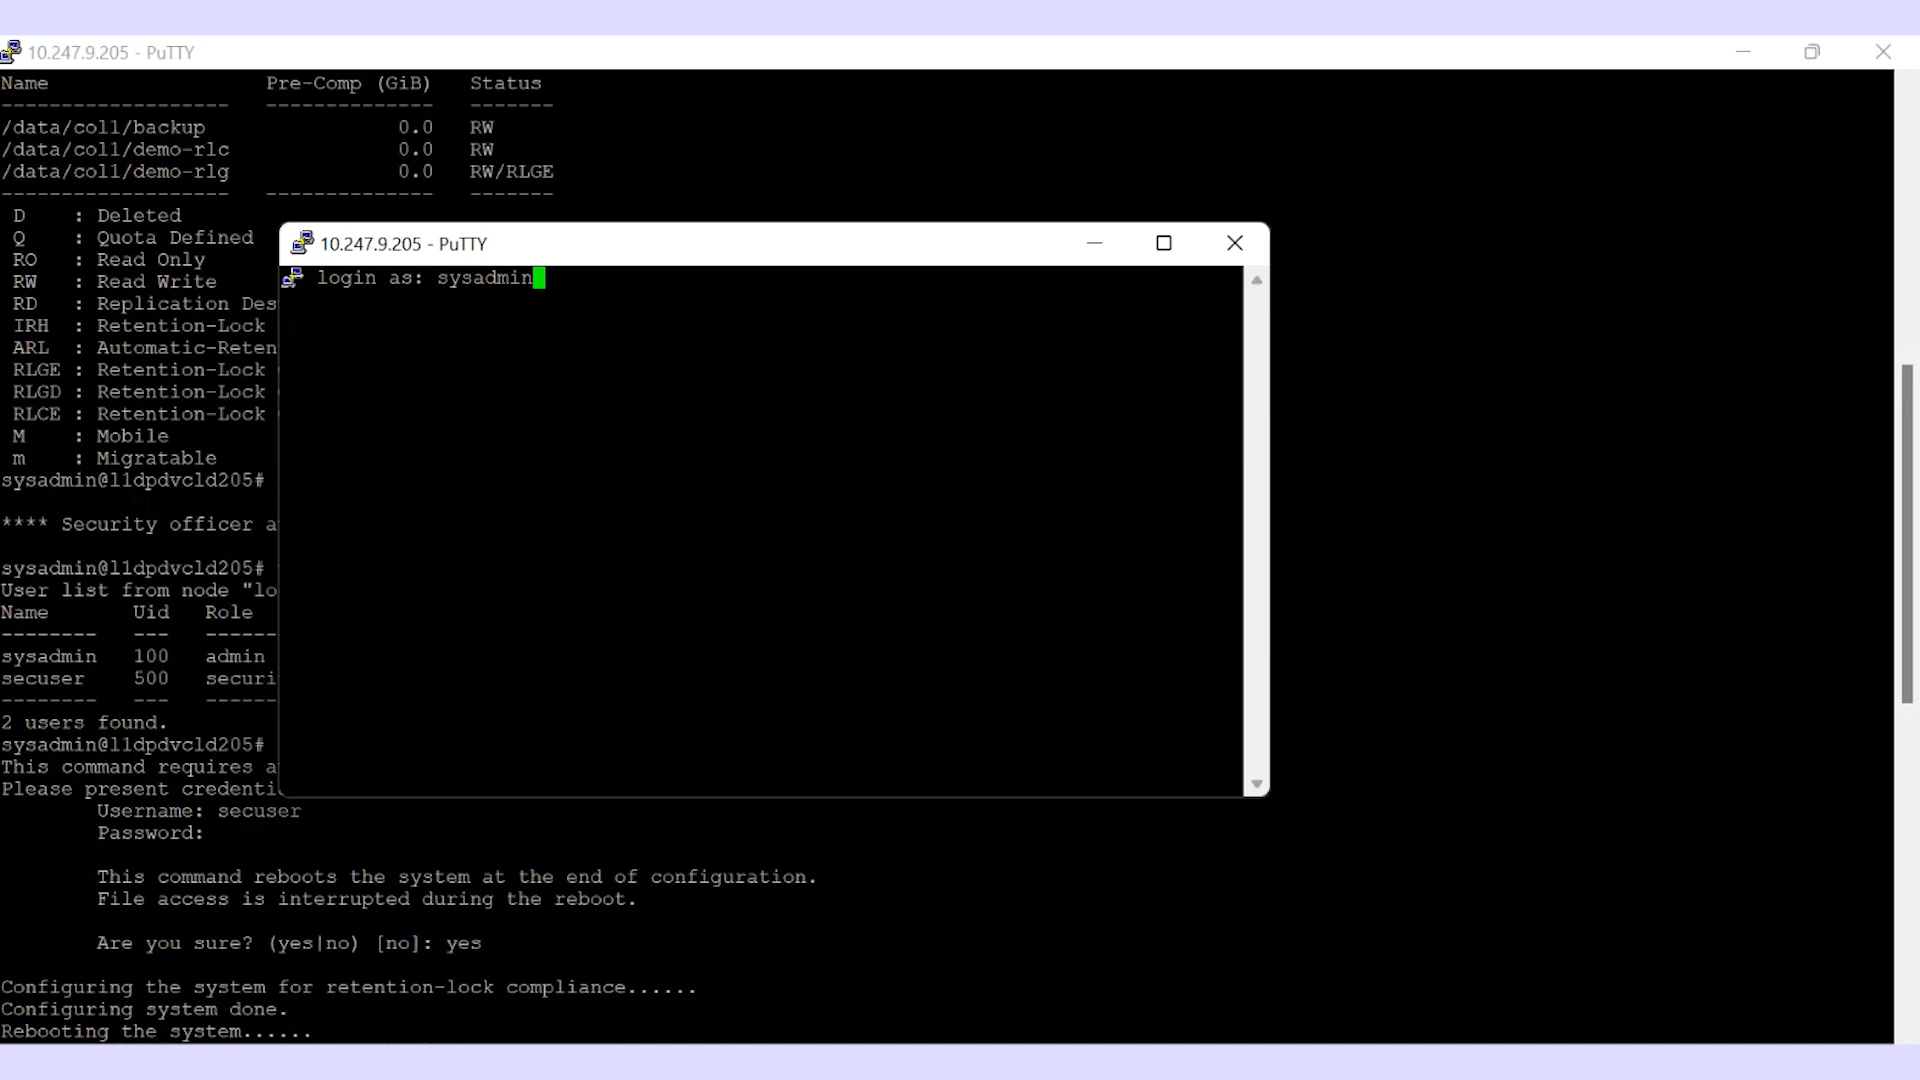 10.247.9.205 - PuTTY
Name Pre-Comp (GiB) Status
------------------- -------------- -------
/data/col1/backup 0.0 RW
/data/col1/demo-rlc 0.0 RW
/data/col1/demo-rlg 0.0 RW/RLGE
------------------- -------------- -------
D : Deleted
Q : Quota Defined
RO : Read Only
RW : Read Write
RD : Replication Des
IRH : Retention-Lock
ARL : Automatic-Reten
RLGE : Retention-Lock
RLGD : Retention-Lock
RLCE : Retention-Lock
M : Mobile
m : Migratable
sysadmin@l1dpdvcld205#
**** Security officer a
sysadmin@l1dpdvcld205#
User list from node "lo
Name Uid Role
-------- --- ------
sysadmin 100 admin
secuser 500 securi
-------- --- ------
2 users found.
sysadmin@l1dpdvcld205#
This command requires a
Please present credenti
Username: secuser
Password:
This command reboots the system at the end of configuration.
File access is interrupted during the reboot.
Are you sure? (yes|no) [no]: yes
Configuring the system for retention-lock compliance......
Configuring system done.
Rebooting the system......
10.247.9.205 - PuTTY
login as: sysadmin